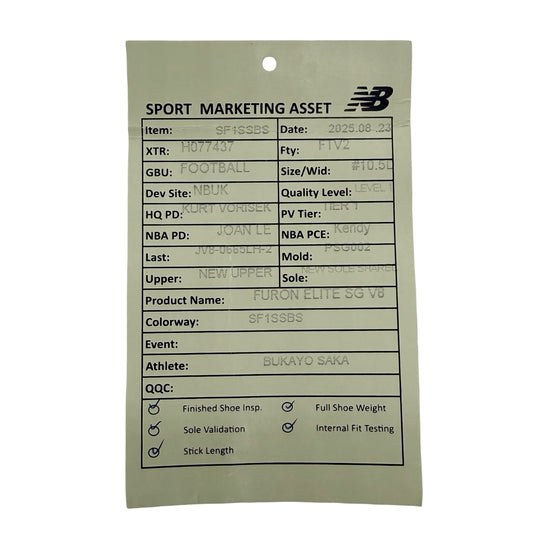 SPORT MARKETING ASSET NB
Item: SF1SSBS Date: 2025.08.23
XTR: H077437 Fty: FTV2
GBU: FOOTBALL Size/Wid: #10.5D
Dev Site: NBUK Quality Level: LEVEL 1
HQ PD: KURT VORISEK PV Tier: TIER 1
NBA PD: JOAN LE NBA PCE: Kendy
Last: JV8-0665LH-2 Mold: PSG002
Upper: NEW UPPER Sole: NEW SOLE SHARED
Product Name: FURON ELITE SG V8
Colorway: SF1SSBS
Event:
Athlete: BUKAYO SAKA
QQC:
Finished Shoe Insp. Full Shoe Weight
Sole Validation Internal Fit Testing
Stick Length